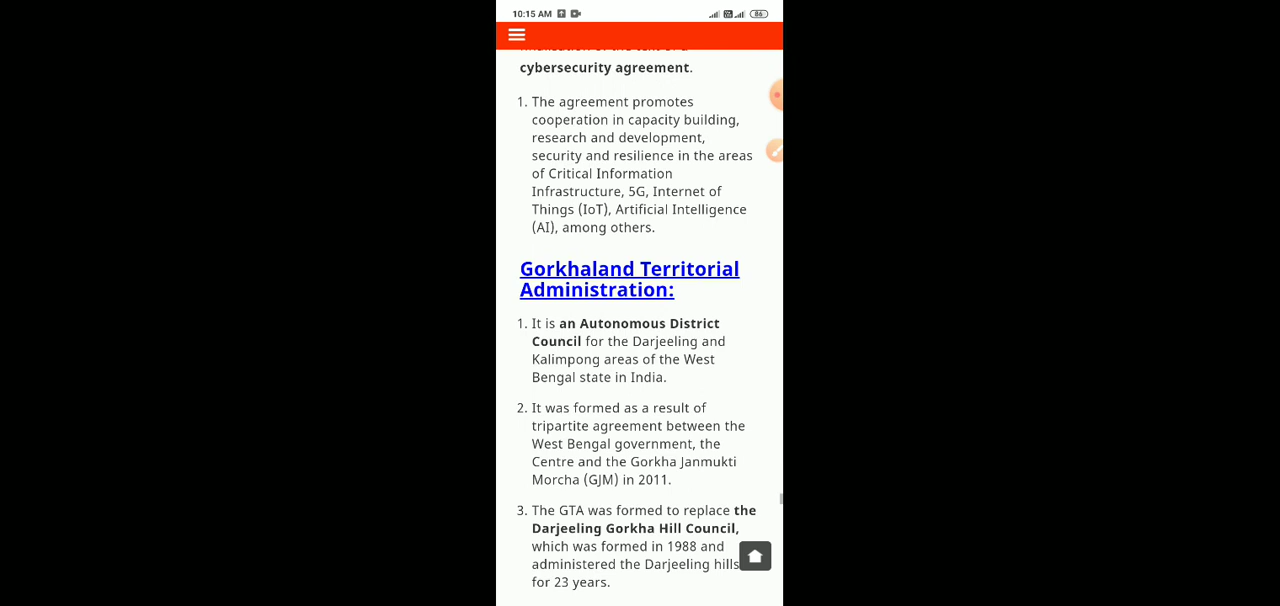 10:15 AM
86
cybersecurity agreement.
1. The agreement promotes
cooperation in capacity building,
research and development,
security and resilience in the areas
of Critical Information
Infrastructure, 5G, Internet of
Things (IoT), Artificial Intelligence
(AI), among others.
Gorkhaland Territorial
Administration:
1. It is an Autonomous District
Council for the Darjeeling and
Kalimpong areas of the West
Bengal state in India.
2. It was formed as a result of
tripartite agreement between the
West Bengal government, the
Centre and the Gorkha Janmukti
Morcha (GJM) in 2011.
3. The GTA was formed to replace the
Darjeeling Gorkha Hill Council,
which was formed in 1988 and
administered the Darjeeling hills
for 23 years.